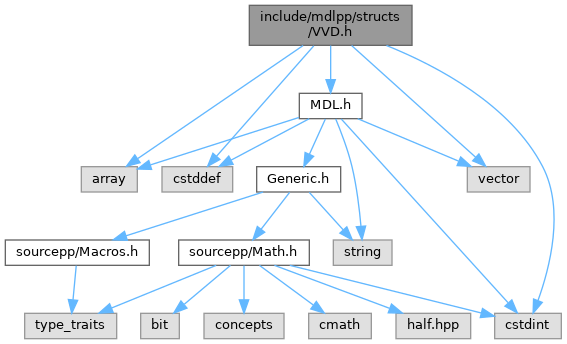 include/mdlpp/structs
/VVD.h
MDL.h
array
cstddef
Generic.h
vector
sourcepp/Macros.h
sourcepp/Math.h
string
type_traits
bit
concepts
cmath
half.hpp
cstdint